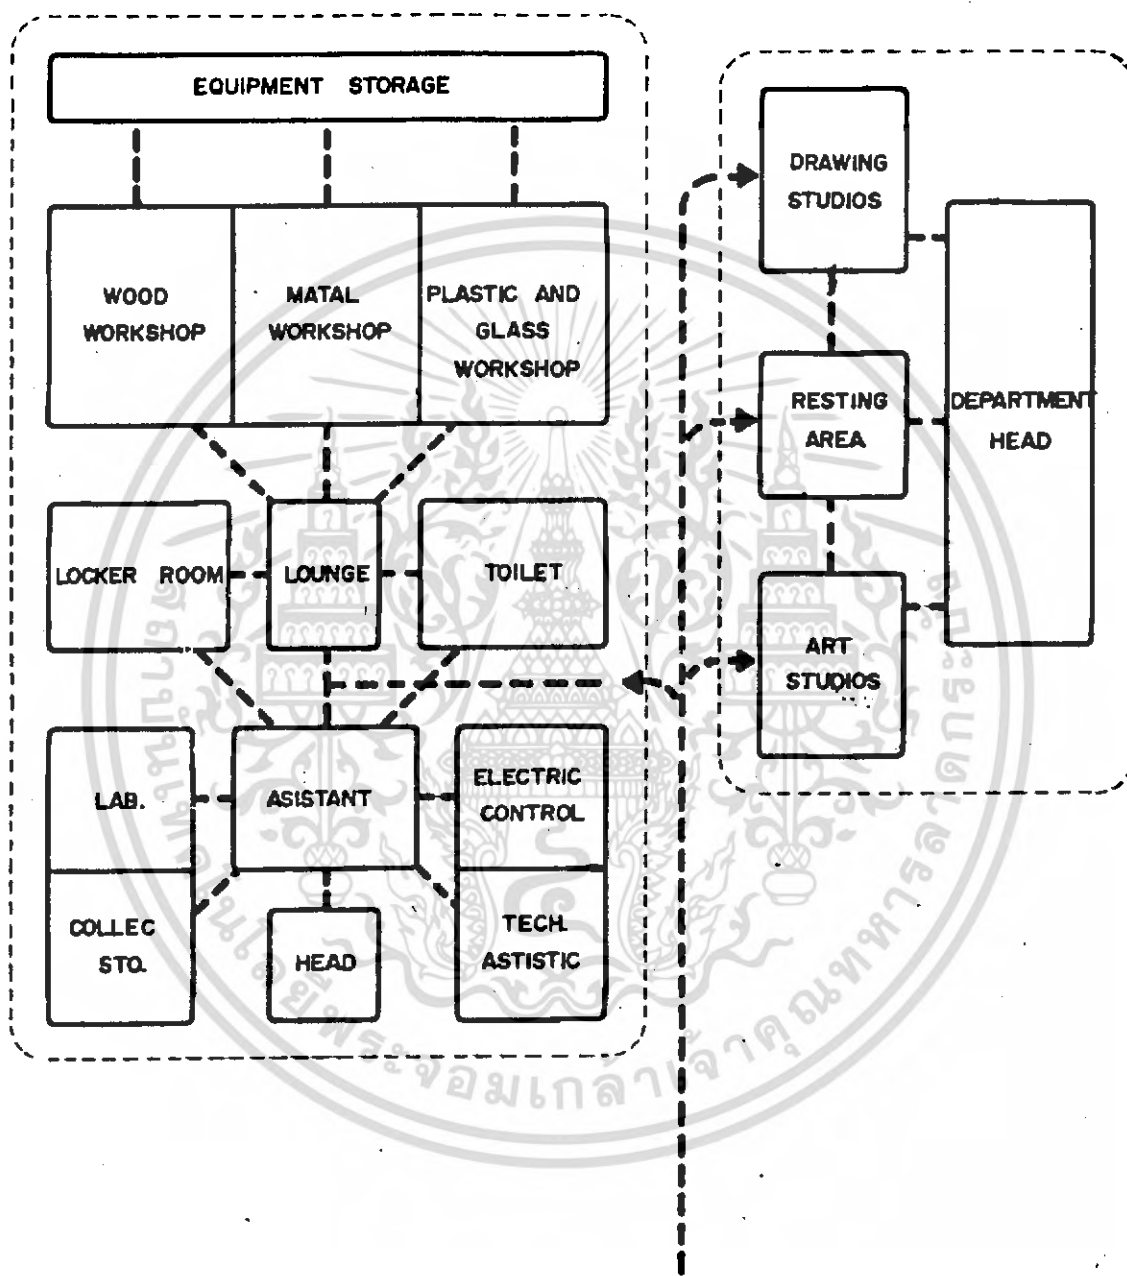 EQUIPMENT STORAGE
WOOD
WORKSHOP
MATAL
WORKSHOP
PLASTIC AND
GLASS
WORKSHOP
LOCKER ROOM
LOUNGE
TOILET
LAB.
ASISTANT
ELECTRIC
CONTROL
COLLEC
STO.
HEAD
TECH.
ASTISTIC
DRAWING
STUDIOS
RESTING
AREA
DEPARTMENT
HEAD
ART
STUDIOS